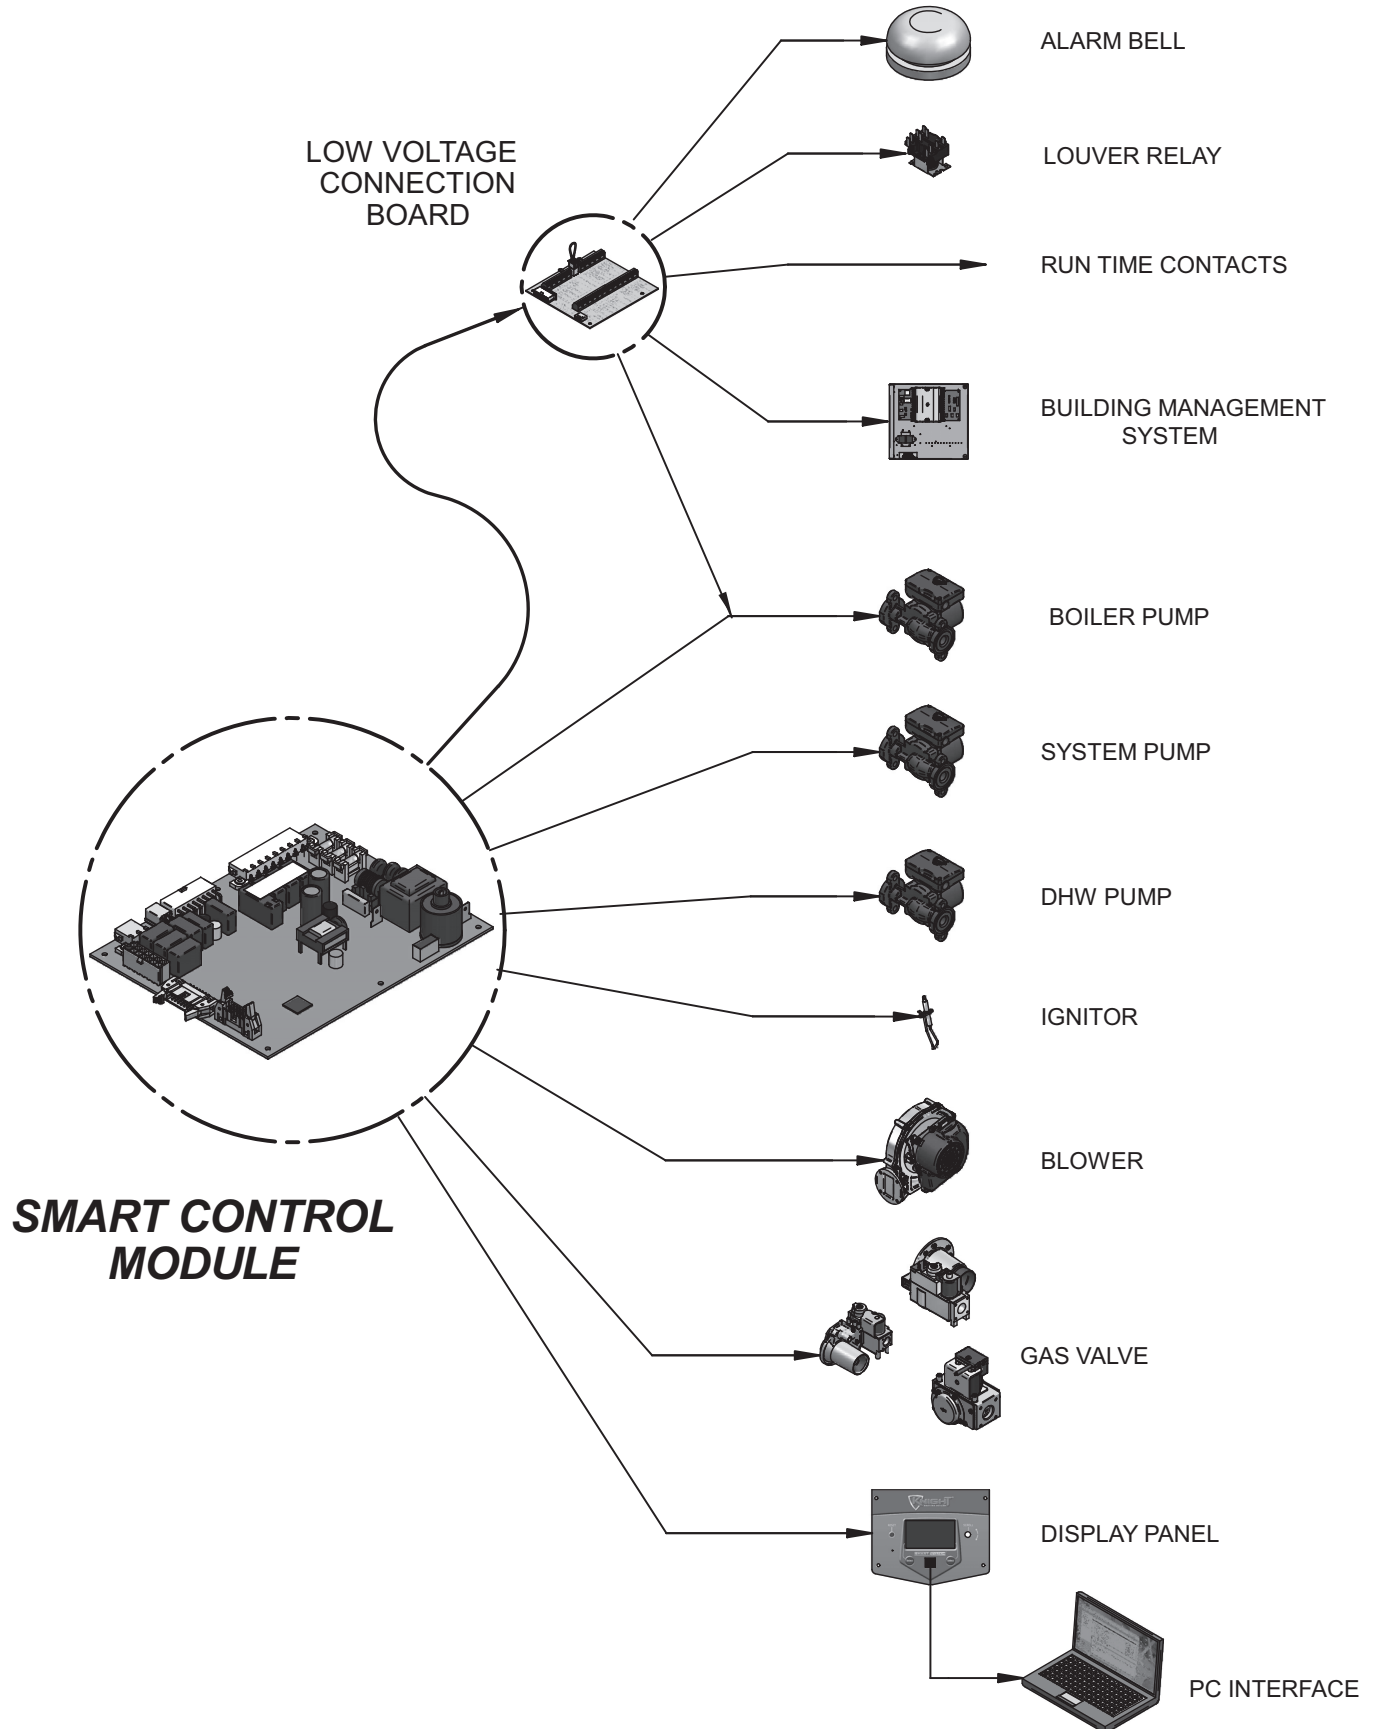 ALARM BELL
LOW VOLTAGE
CONNECTION
BOARD
LOUVER RELAY
RUN TIME CONTACTS
BUILDING MANAGEMENT
SYSTEM
BOILER PUMP
SYSTEM PUMP
DHW PUMP
IGNITOR
BLOWER
SMART CONTROL
MODULE
GAS VALVE
KNIGHT
DISPLAY PANEL
PC INTERFACE